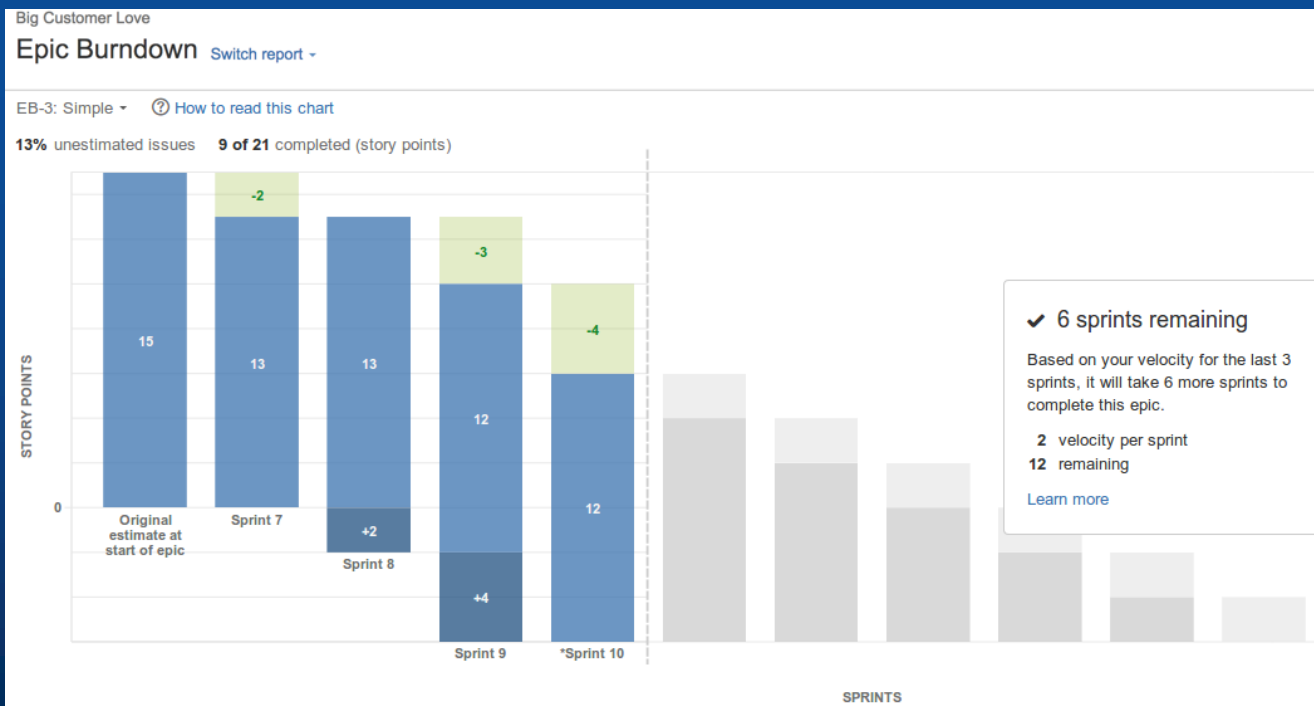 Big Customer Love
Epic Burndown Switch report
EB-3: Simple How to read this chart
13% unestimated issues 9 of 21 completed (story points)
STORY POINTS
0
15
Original
estimate at
start of epic
-2
13
Sprint 7
13
+2
Sprint 8
-3
12
+4
Sprint 9
-4
12
*Sprint 10
6 sprints remaining
Based on your velocity for the last 3
sprints, it will take 6 more sprints to
complete this epic.
2 velocity per sprint
12 remaining
Learn more
SPRINTS